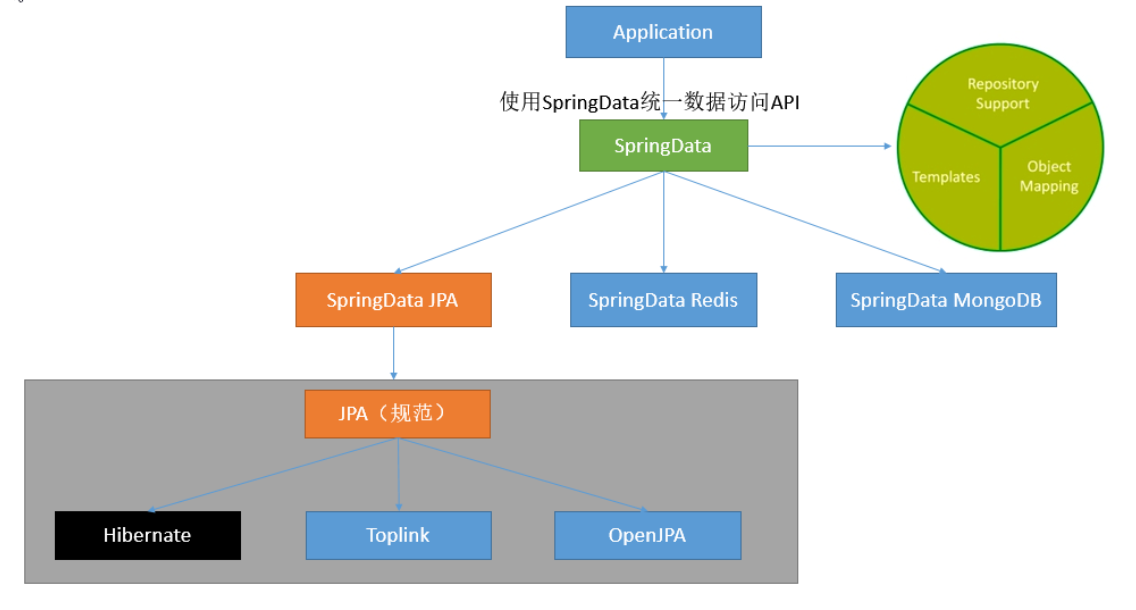 。
Application
使用SpringData统一数据访问API
SpringData
Repository
Support
Templates
Object
Mapping
SpringData JPA
SpringData Redis
SpringData MongoDB
JPA（规范）
Hibernate
Toplink
OpenJPA